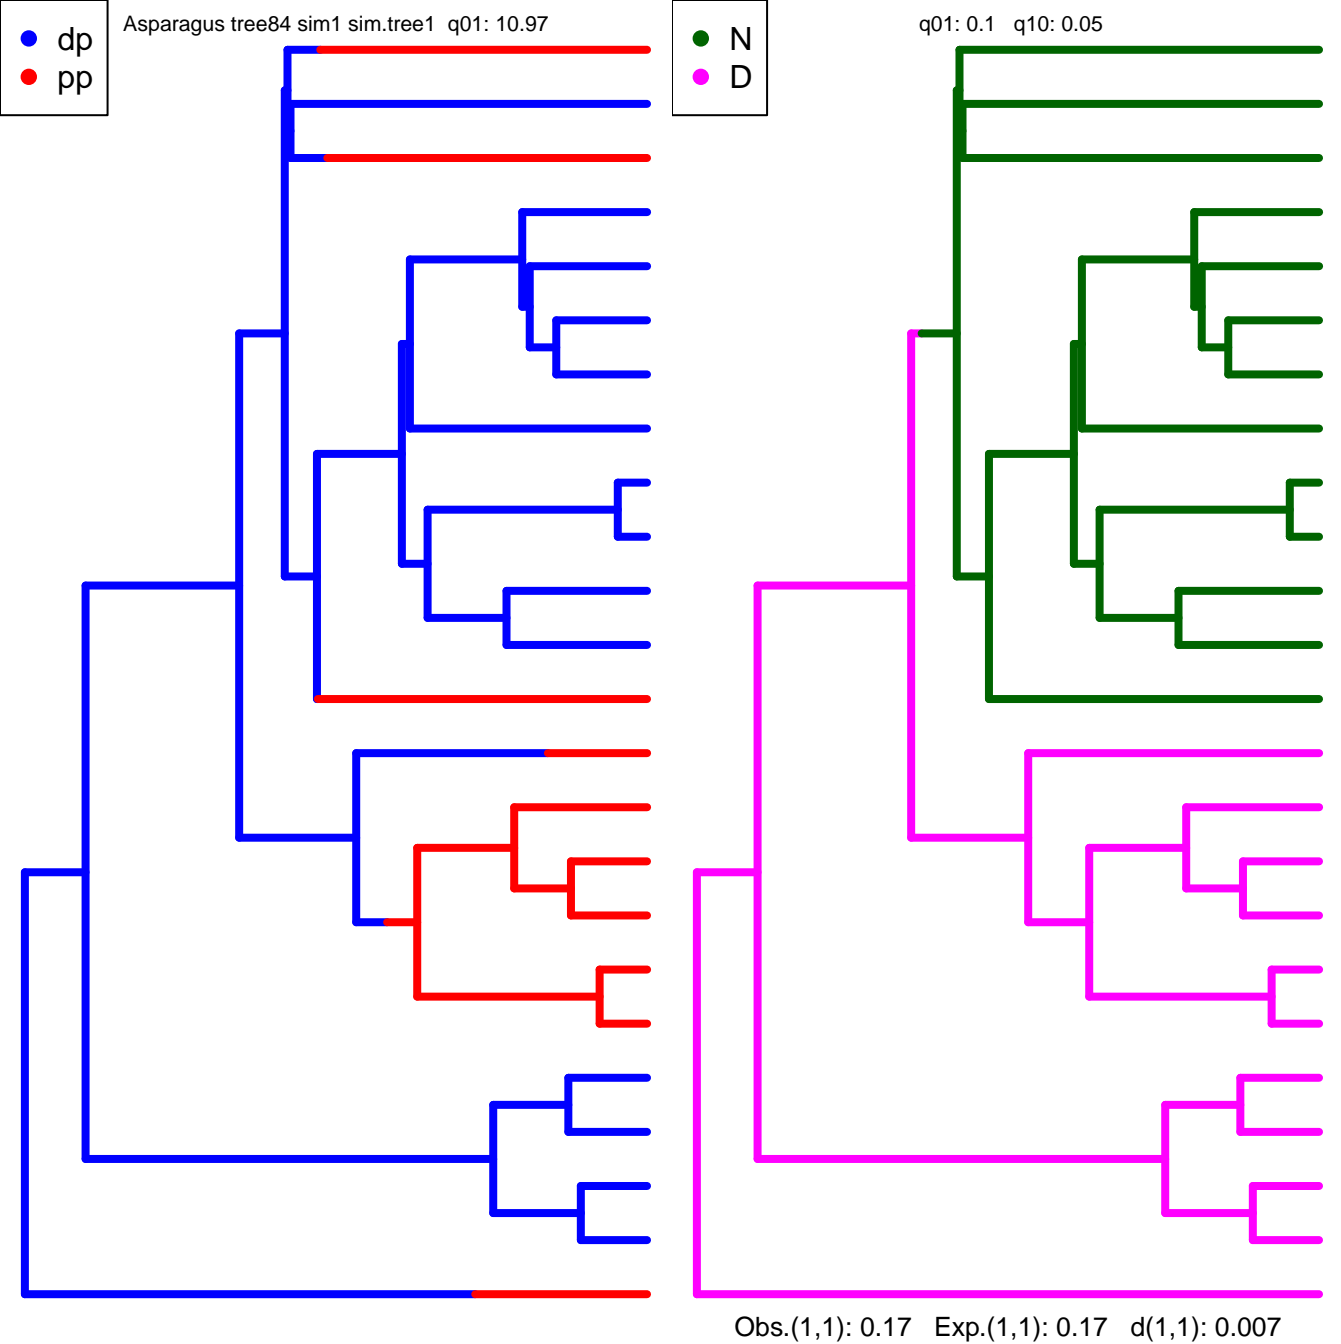 Asparagus tree84 sim1 sim.tree1  q01: 10.97
dp
pp
q01: 0.1   q10: 0.05
N
D
Obs.(1,1): 0.17   Exp.(1,1): 0.17   d(1,1): 0.007